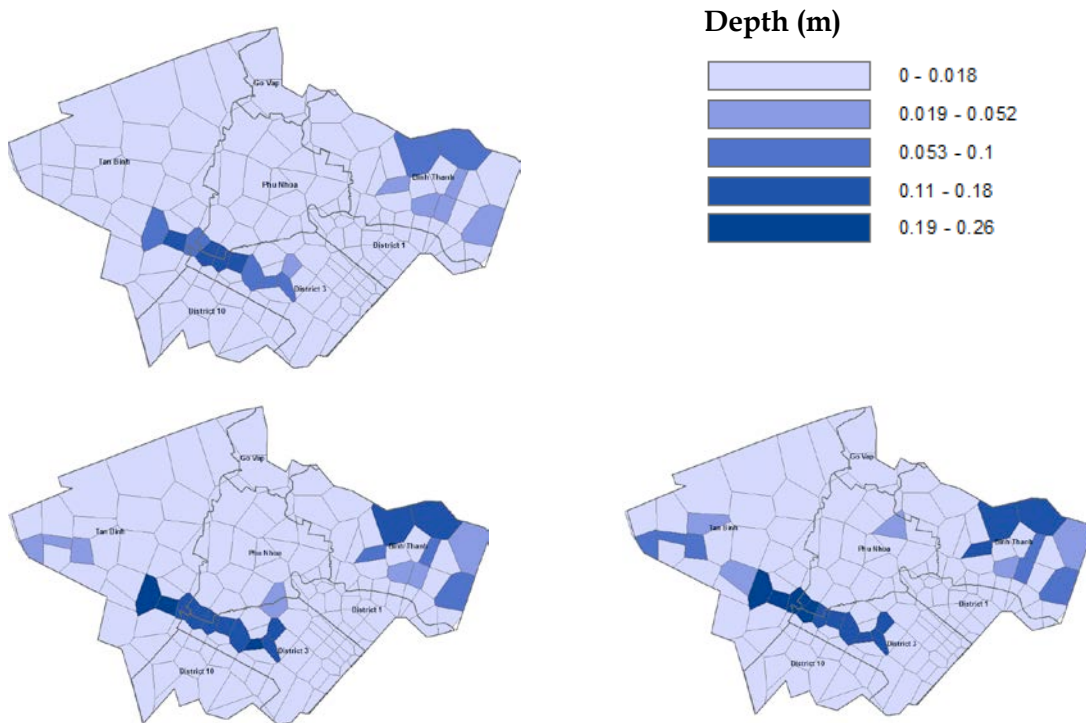 Depth (m)
0 - 0.018
0.019 - 0.052
0.053 - 0.1
0.11 - 0.18
0.19 - 0.26
Go Vap
Tan Binh
Binh Thanh
Phu Nhoa
District 1
District 3
District 10
Go Vap
Tan Binh
Binh Thanh
Phu Nhoa
District 1
District 3
District 10
Go Vap
Tan Binh
Binh Thanh
Phu Nhoa
District 1
District 3
District 10